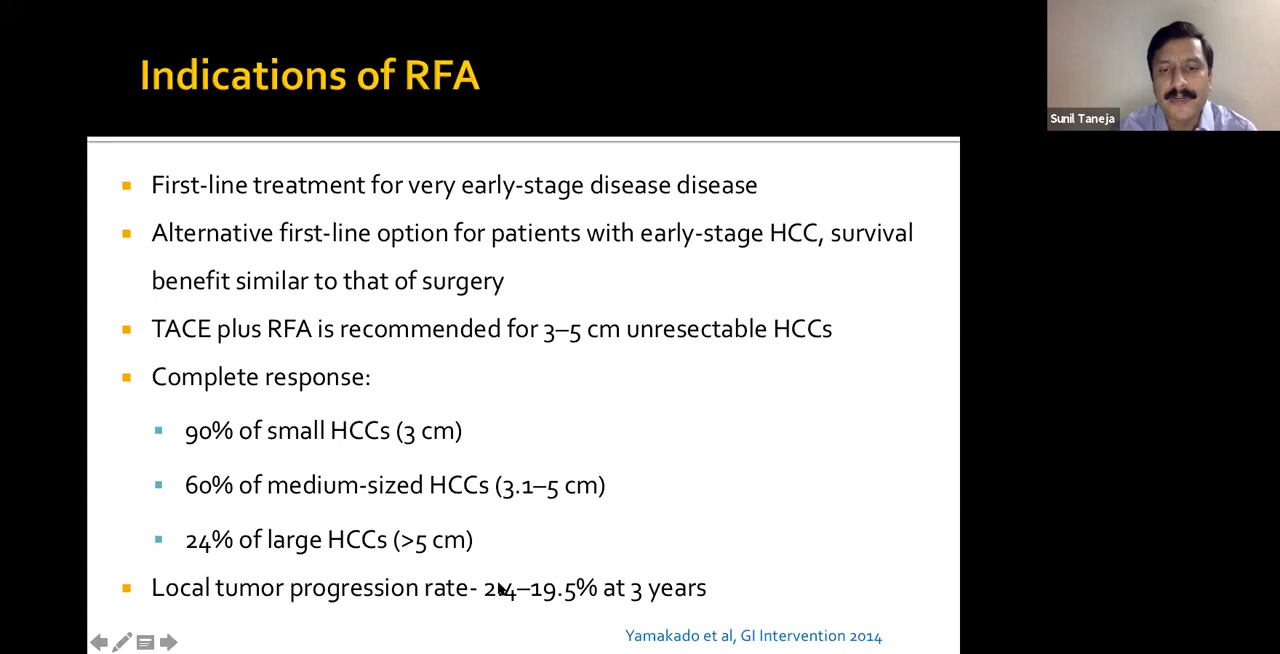 Indications of RFA
Sunil Taneja
First-line treatment for very early-stage disease disease
Alternative first-line option for patients with early-stage HCC, survival
benefit similar to that of surgery
TACE plus RFA is recommended for 3–5 cm unresectable HCCs
Complete response:
90% of small HCCs (3 cm)
60% of medium-sized HCCs (3.1–5 cm)
24% of large HCCs (>5 cm)
Local tumor progression rate- –19.5% at 3 years
Yamakado et al, GI Intervention 2014